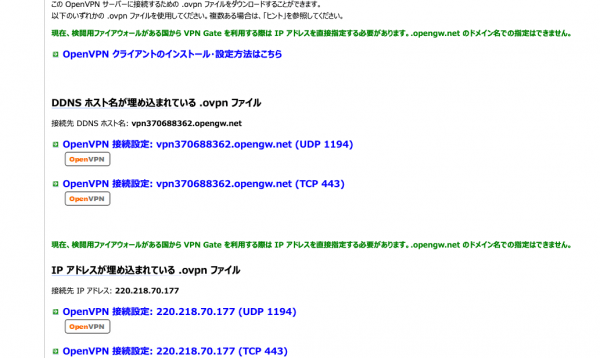 この OpenVPN サーバーに接続するための .ovpn ファイルをダウンロードすることができます。
以下のいずれかの .ovpn ファイルを使用してください。複数ある場合は、「ヒント」を参照してください。
現在、検閲用ファイアウォールがある国から VPN Gate を利用する際は IP アドレスを直接指定する必要があります。.opengw.net のドメイン名での指定はできません。
OpenVPN クライアントのインストール・設定方法はこちら
DDNS ホスト名が埋め込まれている .ovpn ファイル
接続先 DDNS ホスト名: vpn370688362.opengw.net
OpenVPN 接続設定: vpn370688362.opengw.net (UDP 1194)
OpenVPN
OpenVPN 接続設定: vpn370688362.opengw.net (TCP 443)
OpenVPN
現在、検閲用ファイアウォールがある国から VPN Gate を利用する際は IP アドレスを直接指定する必要があります。.opengw.net のドメイン名での指定はできません。
IP アドレスが埋め込まれている .ovpn ファイル
接続先 IP アドレス: 220.218.70.177
OpenVPN 接続設定: 220.218.70.177 (UDP 1194)
OpenVPN
OpenVPN 接続設定: 220.218.70.177 (TCP 443)